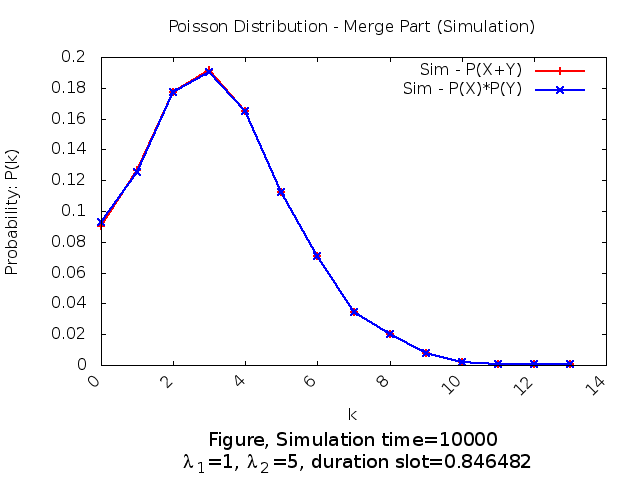 Poisson Distribution - Merge Part (Simulation)
Sim - P(X+Y)
Sim - P(X)*P(Y)
Probability: P(k)
0.2
0.18
0.16
0.14
0.12
0.1
0.08
0.06
0.04
0.02
0
0 2 4 6 8 10 12 14
k
Figure, Simulation time=10000
λ1=1, λ2=5, duration slot=0.846482